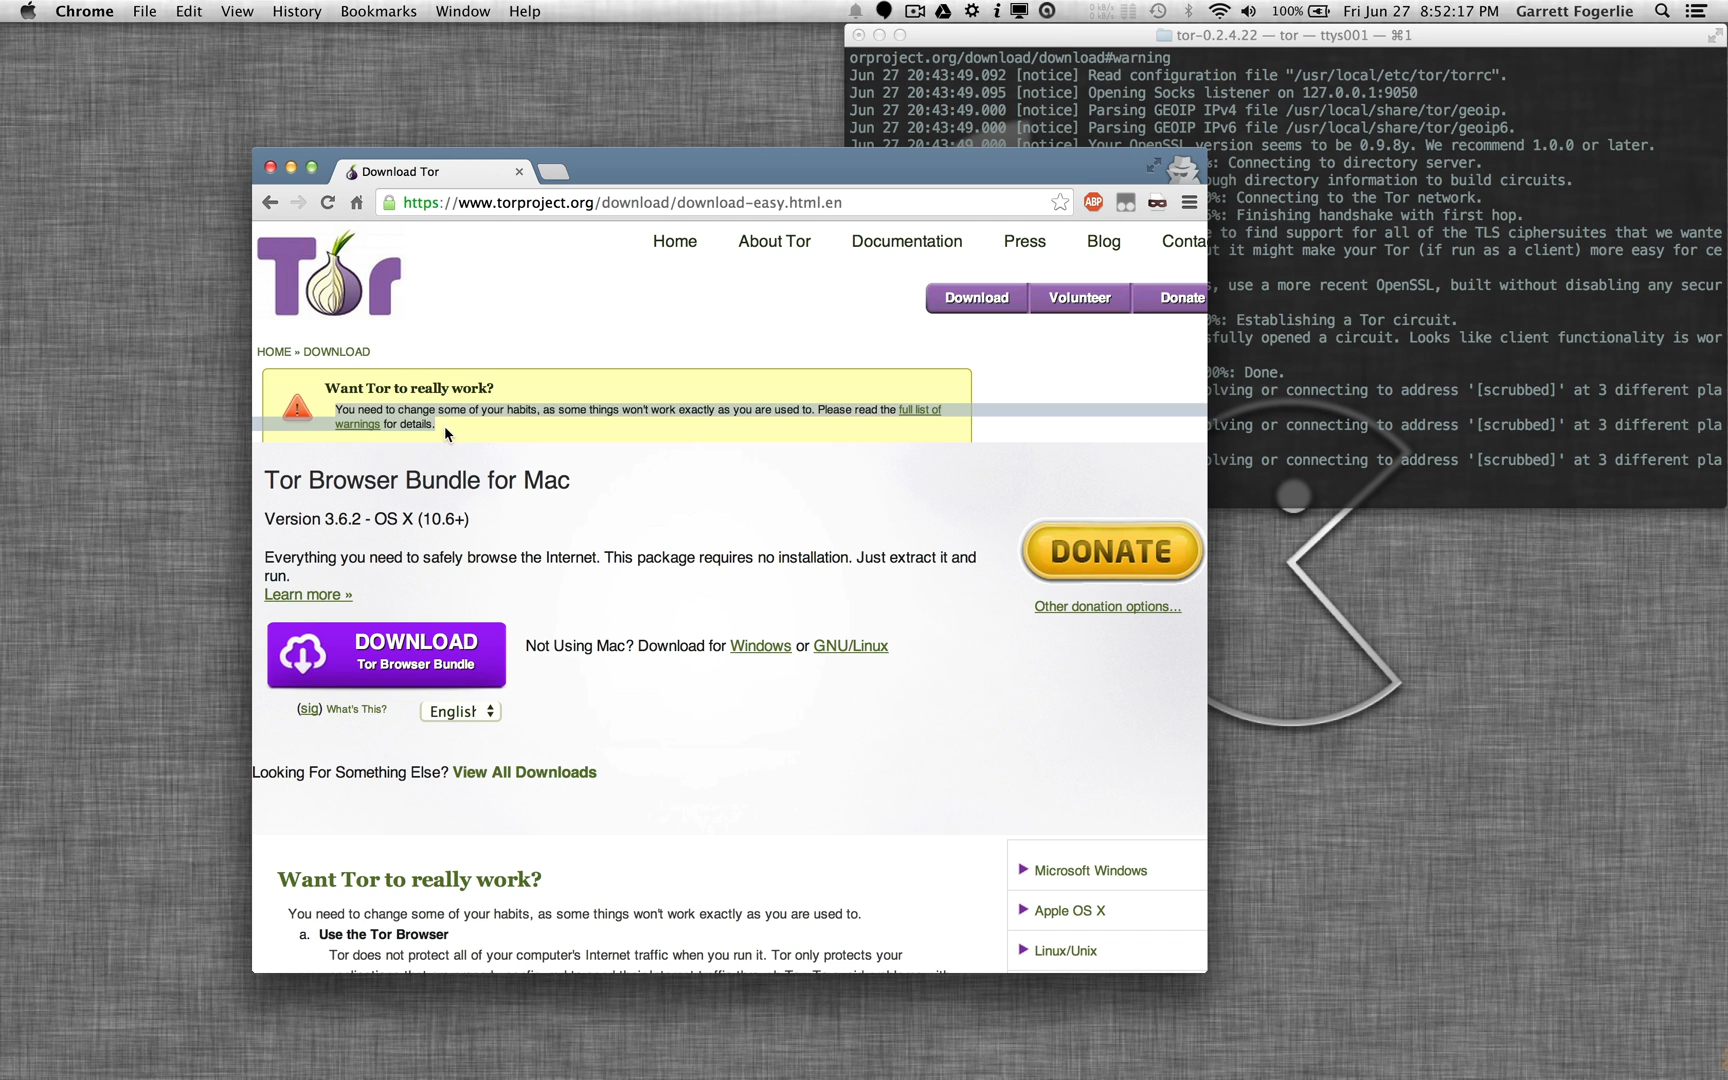 Chrome File Edit View History Bookmarks Window Help
100% Fri Jun 27 8:52:17 PM Garrett Fogerlie
tor-0.2.4.22 — tor — ttys001 — ⌘1
orproject.org/download/download#warning
Jun 27 20:43:49.092 [notice] Read configuration file "/usr/local/etc/tor/torrc".
Jun 27 20:43:49.095 [notice] Opening Socks listener on 127.0.0.1:9050
Jun 27 20:43:49.000 [notice] Parsing GEOIP IPv4 file /usr/local/share/tor/geoip.
Jun 27 20:43:49.000 [notice] Parsing GEOIP IPv6 file /usr/local/share/tor/geoip6.
Jun 27 20:43:49.000 [notice] Your OpenSSL version seems to be 0.9.8y. We recommend 1.0.0 or later.
%: Connecting to directory server.
ough directory information to build circuits.
%: Connecting to the Tor network.
%: Finishing handshake with first hop.
e to find support for all of the TLS ciphersuites that we wante
t it might make your Tor (if run as a client) more easy for ce
s, use a more recent OpenSSL, built without disabling any secur
%: Establishing a Tor circuit.
sfully opened a circuit. Looks like client functionality is wor
00%: Done.
olving or connecting to address '[scrubbed]' at 3 different pla
olving or connecting to address '[scrubbed]' at 3 different pla
olving or connecting to address '[scrubbed]' at 3 different pla
Download Tor
https://www.torproject.org/download/download-easy.html.en
ABP
Tor
Home About Tor Documentation Press Blog Conta
Download Volunteer Donate
HOME » DOWNLOAD
Want Tor to really work?
You need to change some of your habits, as some things won't work exactly as you are used to. Please read the full list of
warnings for details.
Tor Browser Bundle for Mac
Version 3.6.2 - OS X (10.6+)
Everything you need to safely browse the Internet. This package requires no installation. Just extract it and
run.
Learn more »
DONATE
Other donation options...
DOWNLOAD
Tor Browser Bundle
Not Using Mac? Download for Windows or GNU/Linux
(sig) What's This?
English
Looking For Something Else? View All Downloads
Want Tor to really work?
You need to change some of your habits, as some things won't work exactly as you are used to.
a. Use the Tor Browser
Tor does not protect all of your computer's Internet traffic when you run it. Tor only protects your
Microsoft Windows
Apple OS X
Linux/Unix